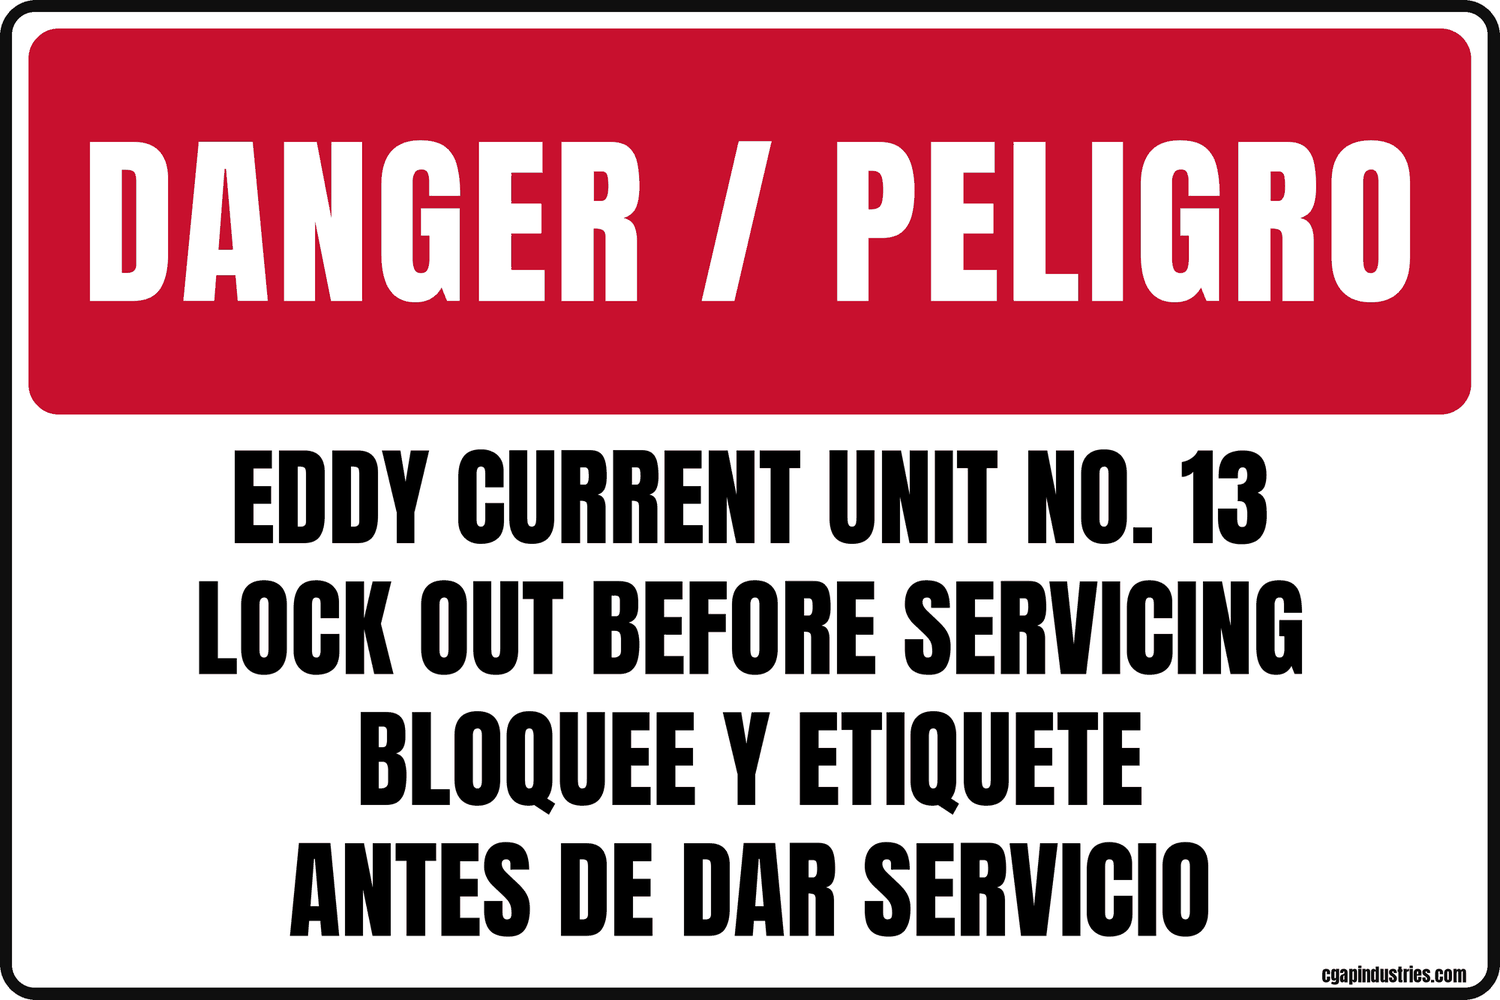 DANGER / PELIGRO
EDDY CURRENT UNIT NO. 13
LOCK OUT BEFORE SERVICING
BLOQUEE Y ETIQUETE
ANTES DE DAR SERVICIO
cgapindustries.com